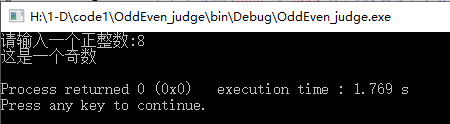 H:\1-D\code1\OddEven_judge\bin\Debug\OddEven_judge.exe
请输入一个正整数:8
这是一个奇数
Process returned 0 (0x0)   execution time : 1.769 s
Press any key to continue.